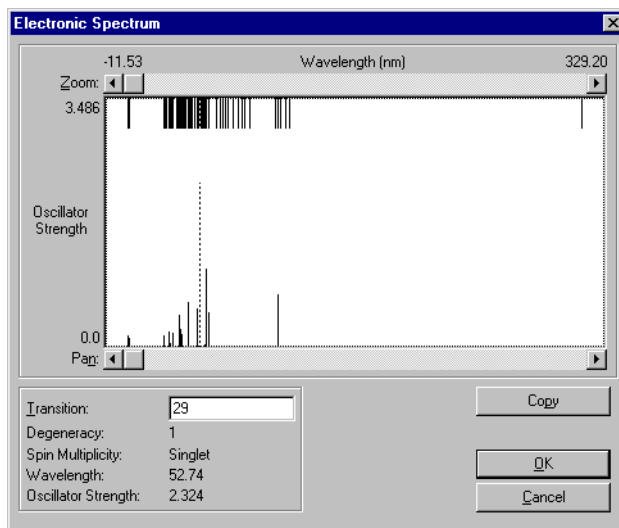 Electronic Spectrum
-11.53 Wavelength (nm) 329.20
Zoom:
3.486
Oscillator
Strength
0.0
Pan:
Transition: 29
Degeneracy: 1
Spin Multiplicity: Singlet
Wavelength: 52.74
Oscillator Strength: 2.324
Copy
OK
Cancel